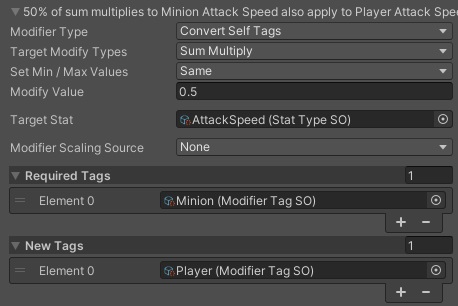 50% of sum multiplies to Minion Attack Speed also apply to Player Attack Spe
Modifier Type Convert Self Tags
Target Modify Types Sum Multiply
Set Min / Max Values Same
Modify Value 0.5
Target Stat AttackSpeed (Stat Type SO)
Modifier Scaling Source None
Required Tags 1
Element 0 Minion (Modifier Tag SO)
+ −
New Tags 1
Element 0 Player (Modifier Tag SO)
+ −